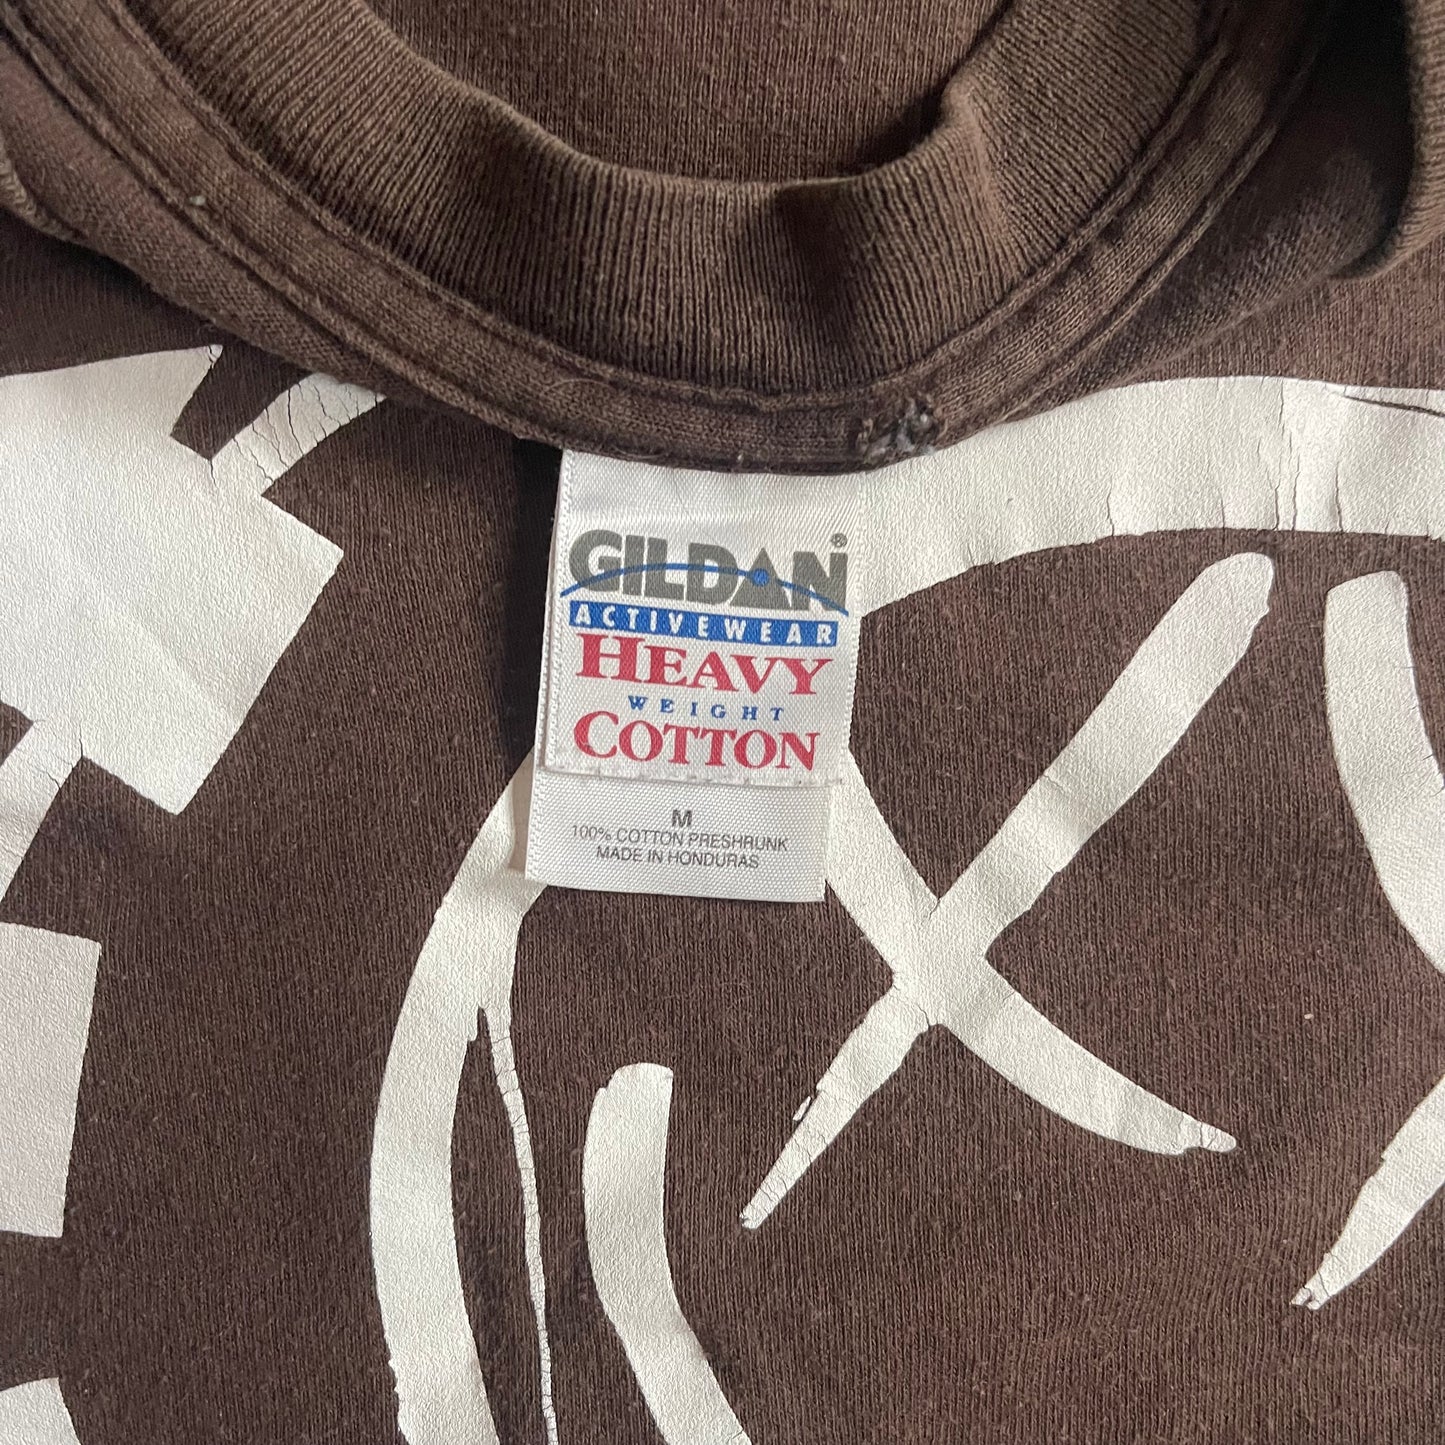 GILDAN®
ACTIVEWEAR
HEAVY
WEIGHT
COTTON
M
100% COTTON PRESHRUNK
MADE IN HONDURAS